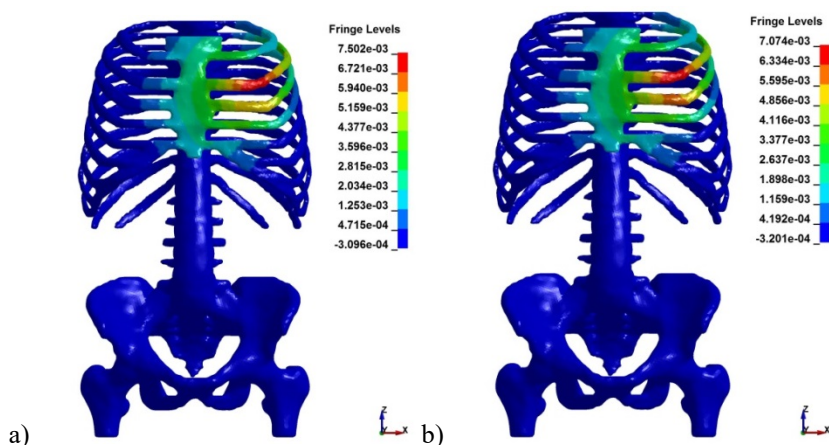 Fringe Levels
7.502e-03
6.721e-03
5.940e-03
5.159e-03
4.377e-03
3.596e-03
2.815e-03
2.034e-03
1.253e-03
4.715e-04
-3.096e-04
Z
Y X
a)
Fringe Levels
7.074e-03
6.334e-03
5.595e-03
4.856e-03
4.116e-03
3.377e-03
2.637e-03
1.898e-03
1.159e-03
4.192e-04
-3.201e-04
Z
Y X
b)